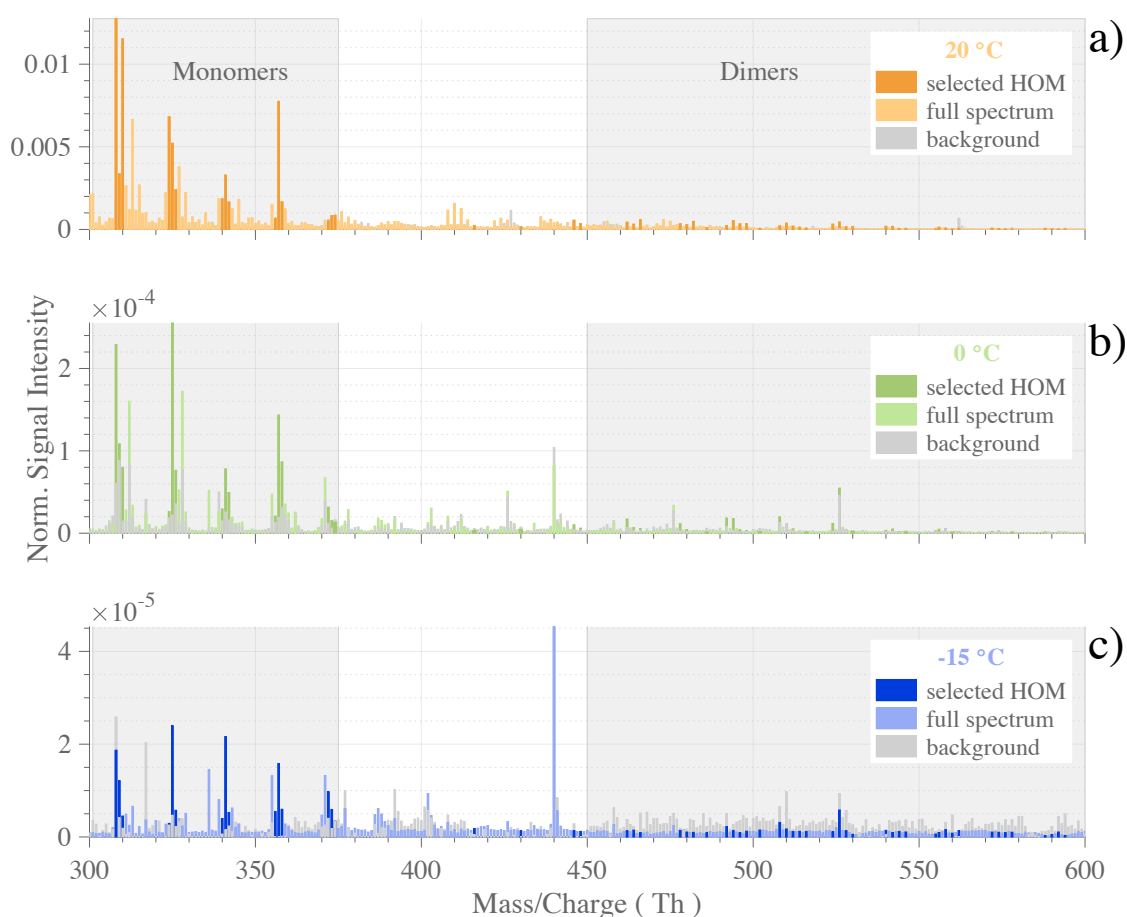 a)
20 °C
Monomers
Dimers
selected HOM
full spectrum
background
0.01
0.005
0
×10-4
b)
0 °C
selected HOM
full spectrum
background
2
1
0
Norm. Signal Intensity
×10-5
c)
-15 °C
selected HOM
full spectrum
background
4
2
0
300 350 400 450 500 550 600
Mass/Charge ( Th )